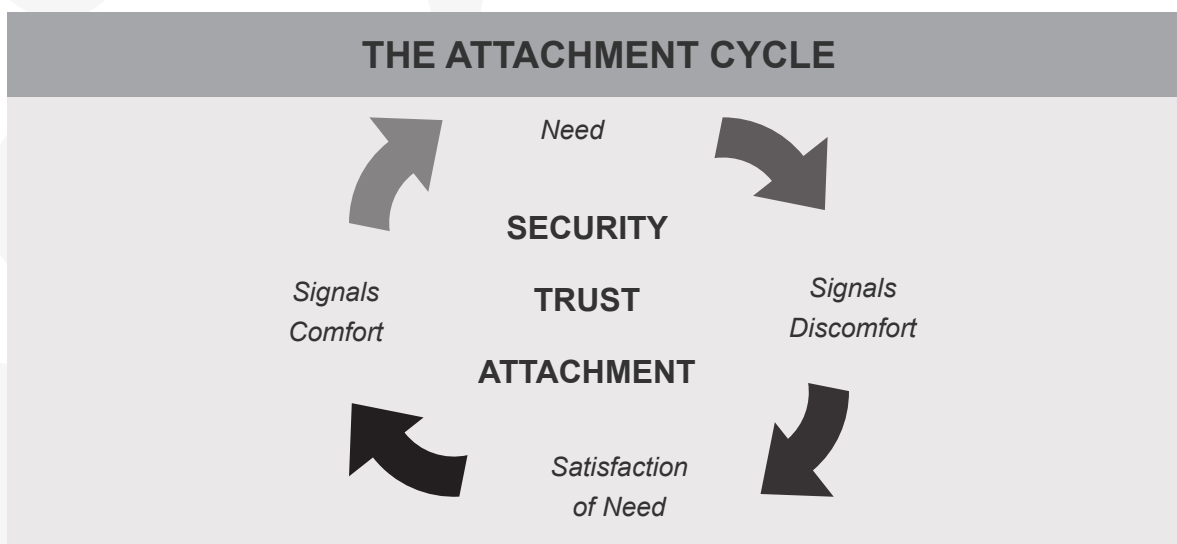 THE ATTACHMENT CYCLE
Need
SECURITY
TRUST
ATTACHMENT
Signals
Comfort
Signals
Discomfort
Satisfaction
of Need